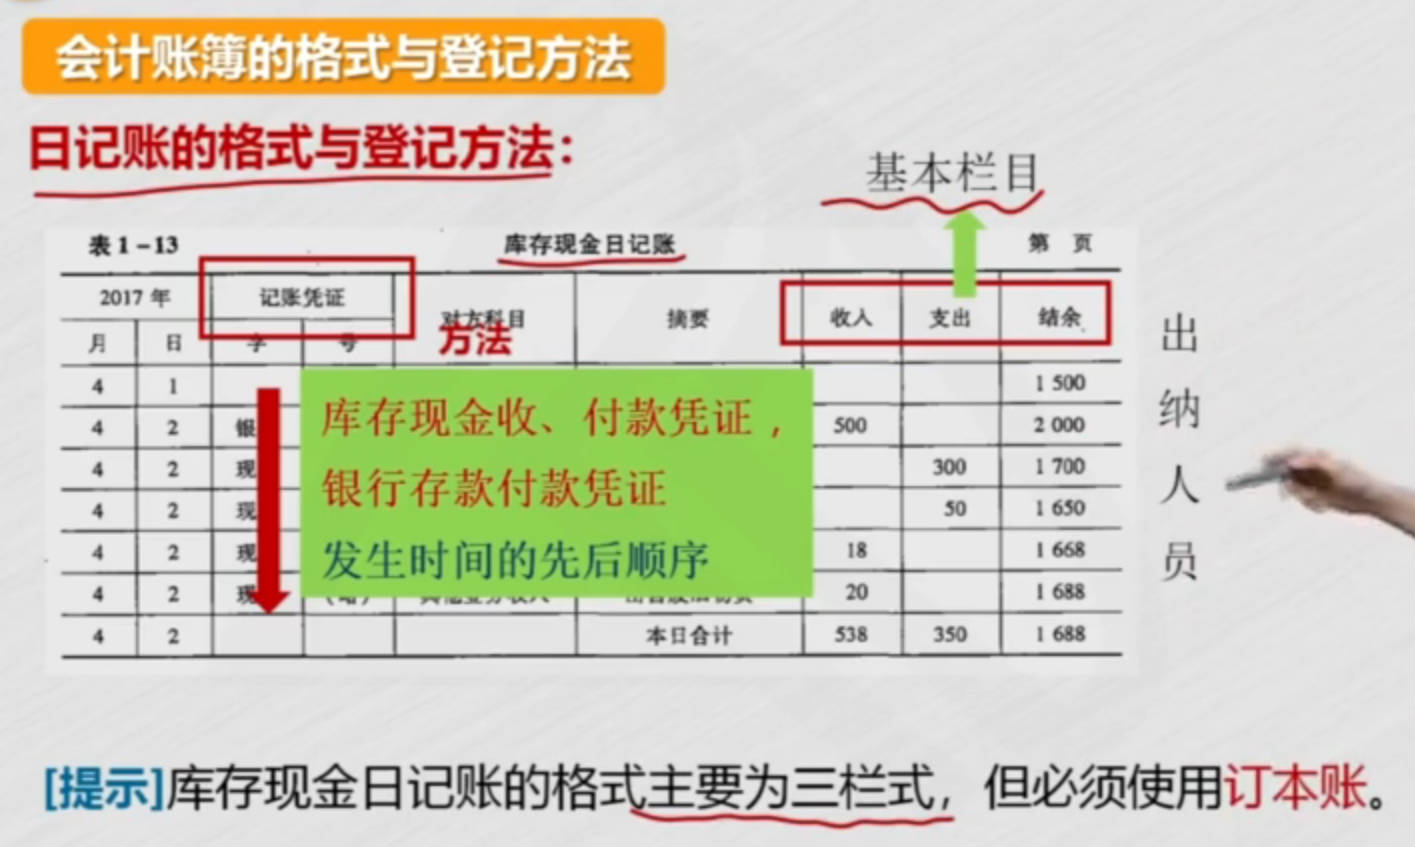 会计账簿的格式与登记方法
日记账的格式与登记方法：
基本栏目
表1-13 库存现金日记账 第 页
2017年 记账凭证 对方科目 摘要 收入 支出 结余
月 日 字 号
方法
4 1 1 500
4 2 银 500 2 000
4 2 现 300 1 700
4 2 现 50 1 650
4 2 现 18 1 668
4 2 现 20 1 688
4 2 本日合计 538 350 1 688
库存现金收、付款凭证，
银行存款付款凭证
发生时间的先后顺序
出纳人员
[提示]库存现金日记账的格式主要为三栏式，但必须使用订本账。